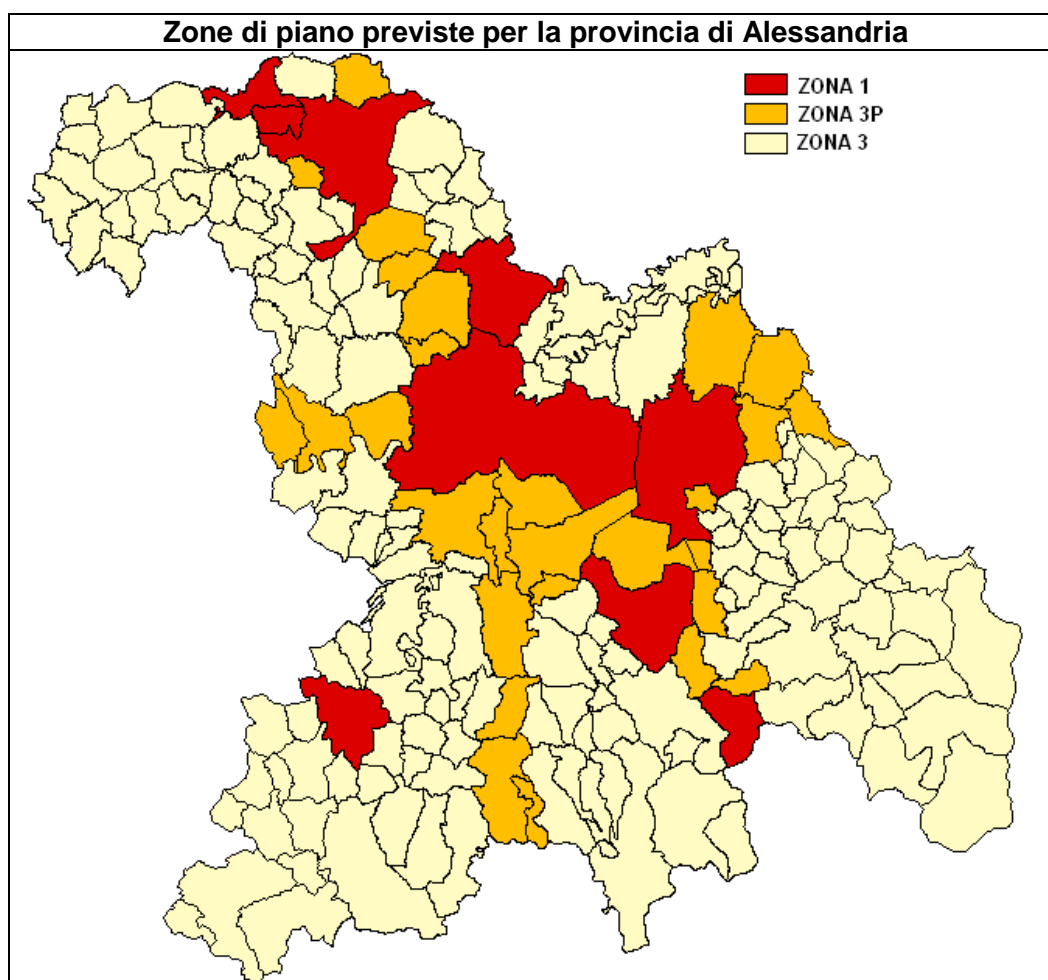 Zone di piano previste per la provincia di Alessandria
ZONA 1
ZONA 3P
ZONA 3